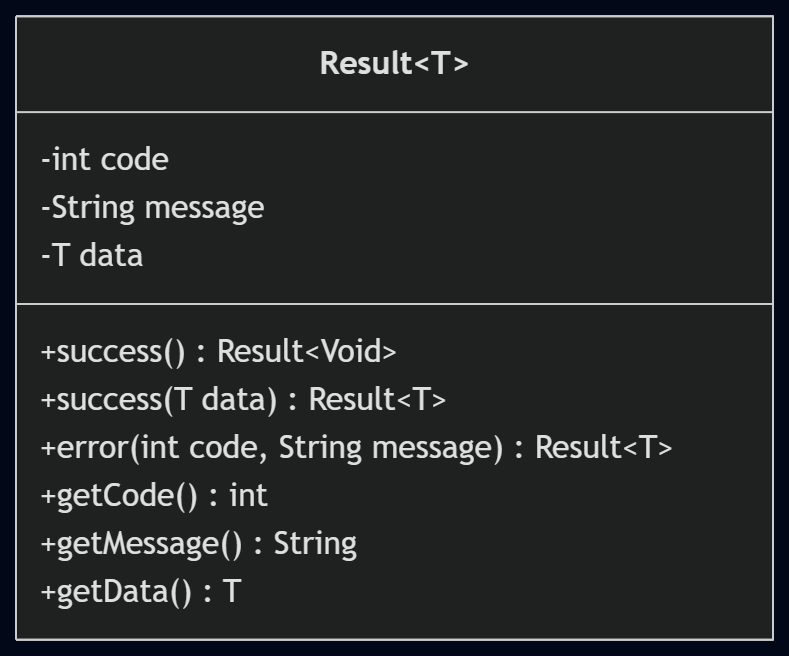 Result<T>
-int code
-String message
-T data
+success() : Result<Void>
+success(T data) : Result<T>
+error(int code, String message) : Result<T>
+getCode() : int
+getMessage() : String
+getData() : T